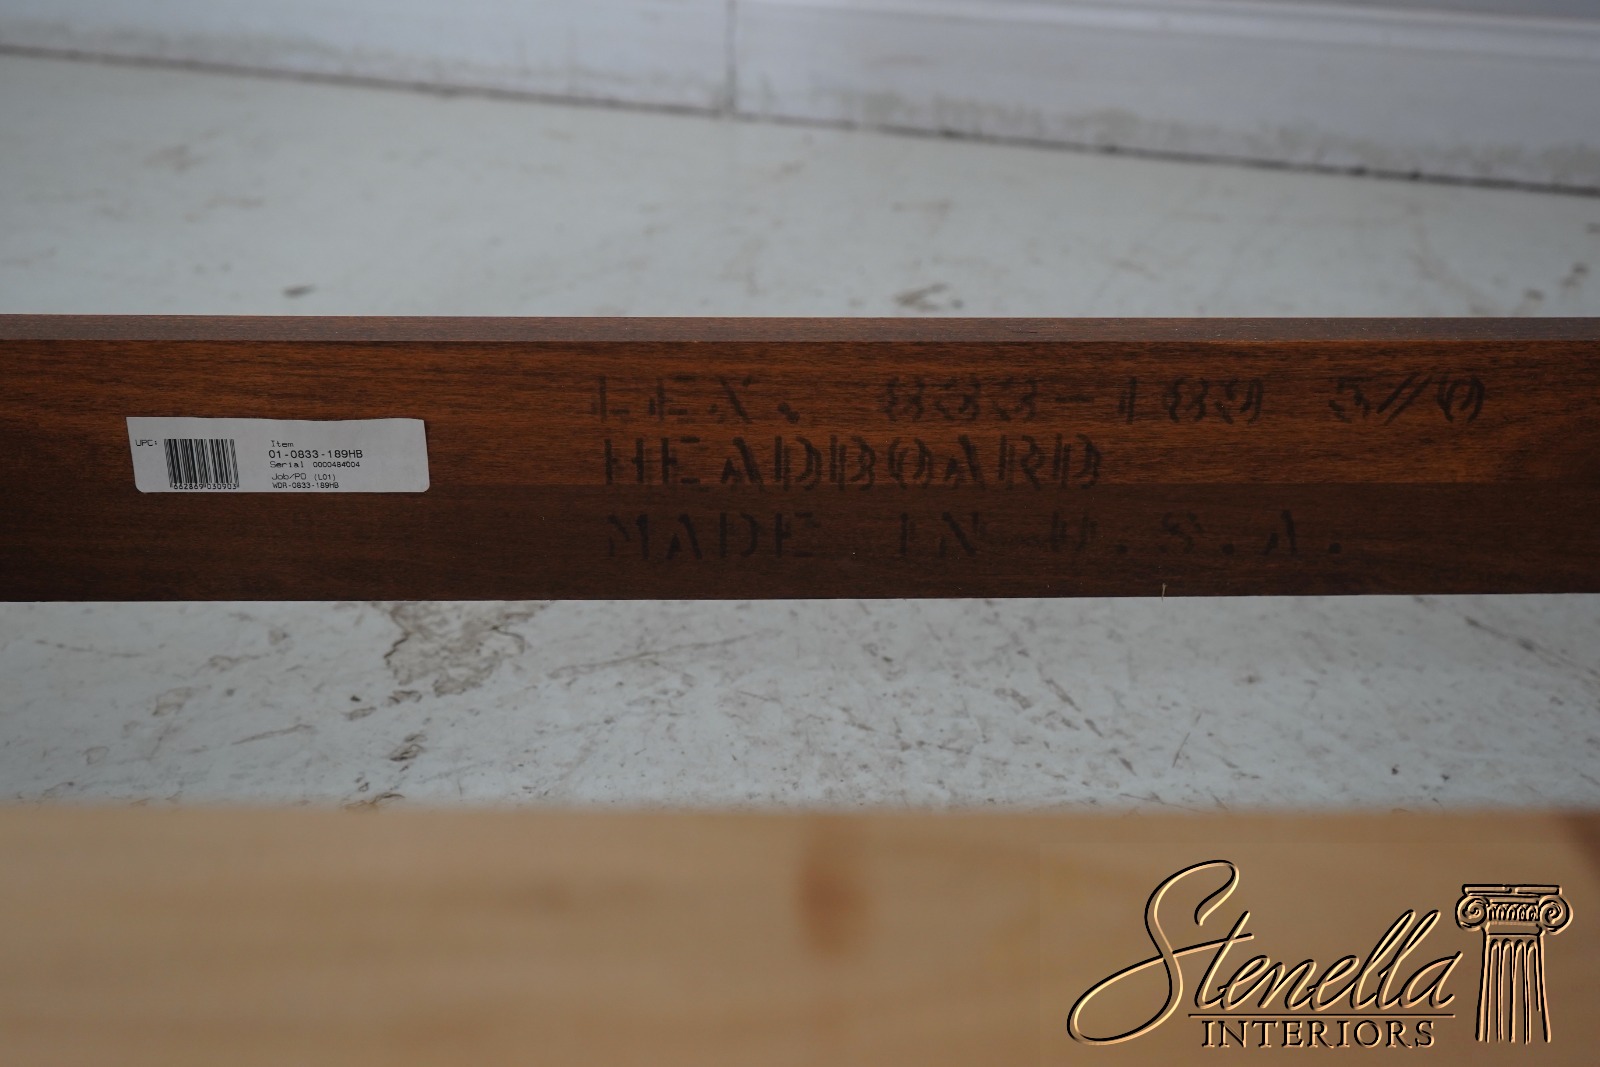 UPC:
662869030903
Item
01-0833-189HB
Serial 0000484004
Job/PO (L01)
WDR-0833-189HB
LEX. 833-189 5/0
HEADBOARD
MADE IN U.S.A.
Stenella
INTERIORS